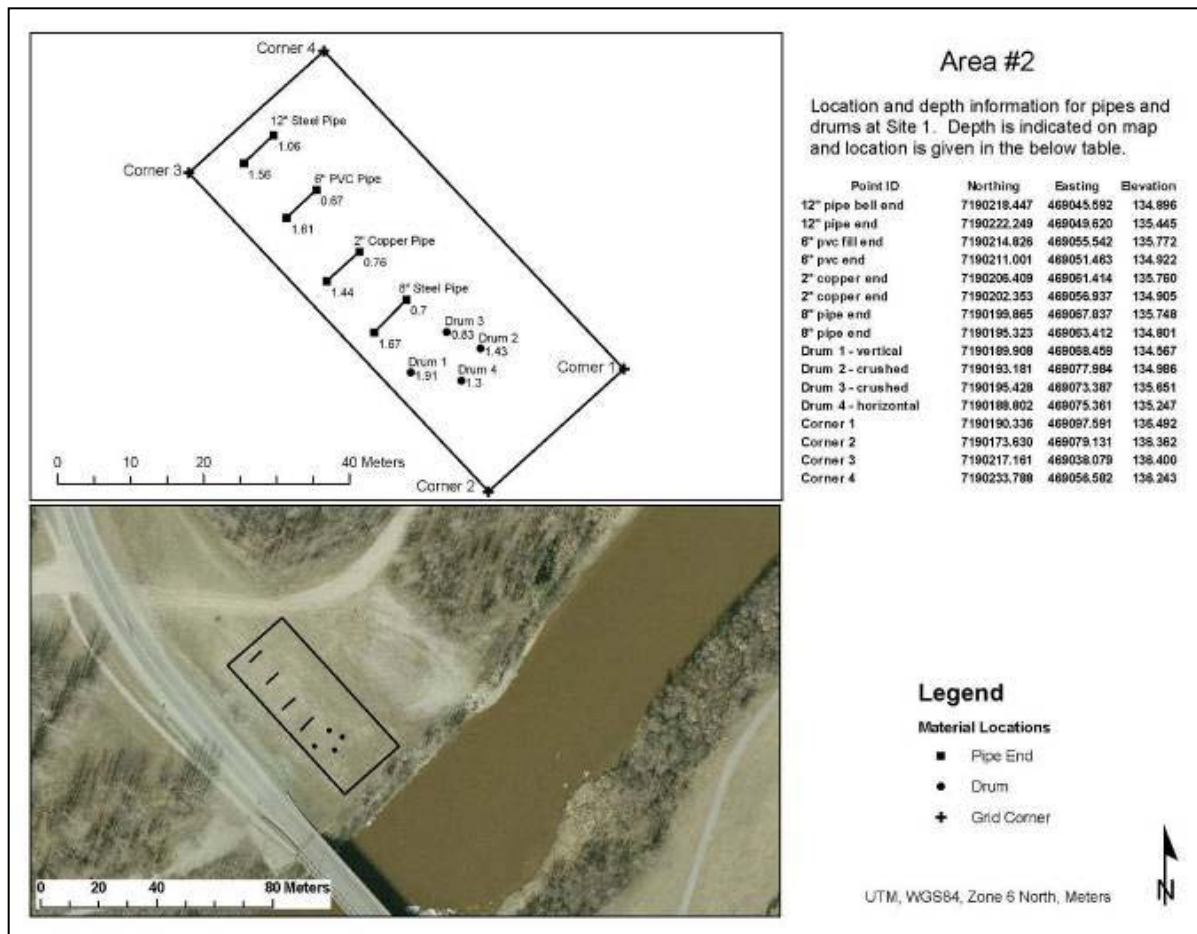 Corner 4
12" Steel Pipe
1.06
1.56
Corner 3
6" PVC Pipe
0.67
1.61
2" Copper Pipe
0.76
1.44
8" Steel Pipe
0.7
1.67
Drum 3
0.83
Drum 2
1.43
Drum 1
1.91
Drum 4
1.3
Corner 1
Corner 2
0 20 40 Meters
Area #2
Location and depth information for pipes and
drums at Site 1. Depth is indicated on map
and location is given in the below table.
Point ID Northing Easting Elevation
12" pipe bell end 7190218.447 469045.592 134.896
12" pipe end 7190222.249 469049.620 135.445
6" pvc fill end 7190214.826 469055.542 135.772
6" pvc end 7190211.001 469051.463 134.922
2" copper end 7190206.409 469061.414 135.760
2" copper end 7190202.353 469056.937 134.905
8" pipe end 7190199.865 469067.837 135.748
8" pipe end 7190195.323 469063.412 134.801
Drum 1 - vertical 7190189.908 469068.459 134.567
Drum 2 - crushed 7190193.181 469077.984 134.986
Drum 3 - crushed 7190195.428 469073.387 135.651
Drum 4 - horizontal 7190188.802 469075.361 135.247
Corner 1 7190190.336 469097.591 136.492
Corner 2 7190173.630 469079.131 136.362
Corner 3 7190217.161 469038.079 136.400
Corner 4 7190233.788 469056.582 136.243
0 20 40 80 Meters
Legend
Material Locations
Pipe End
Drum
Grid Corner
N
UTM, WGS84, Zone 6 North, Meters